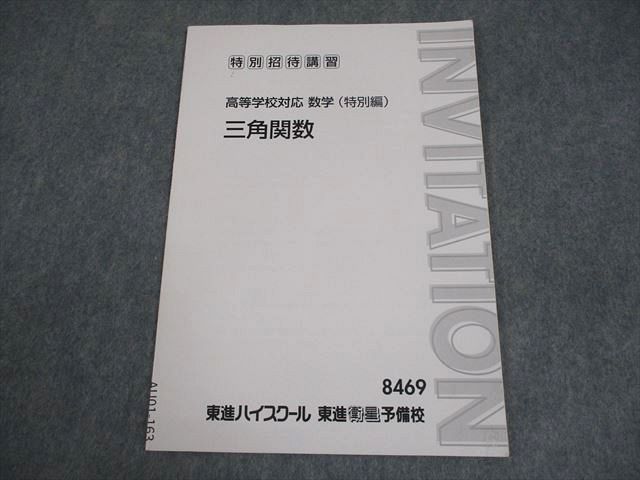 特別招待講習
高等学校対応 数学(特別編)
三角関数
INVITATION
8469
東進ハイスクール 東進衛星予備校
AU01-163